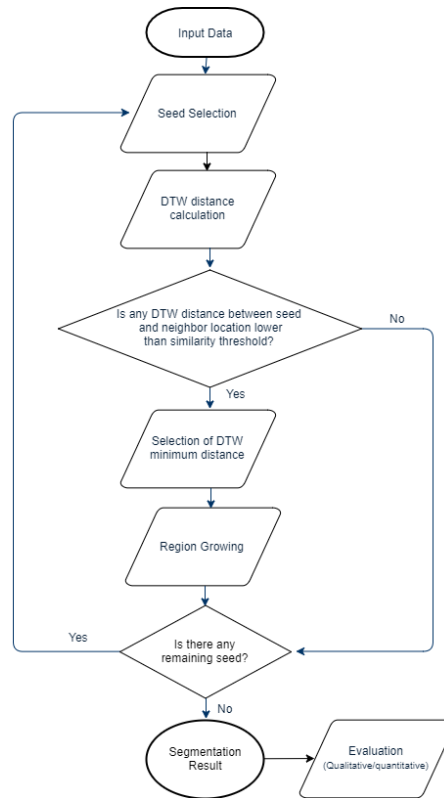 Input Data
Seed Selection
DTW distance
calculation
Is any DTW distance between seed
and neighbor location lower
than similarity threshold?
No
Yes
Selection of DTW
minimum distance
Region Growing
Yes
Is there any
remaining seed?
No
Segmentation
Result
Evaluation
(Qualitative/quantitative)